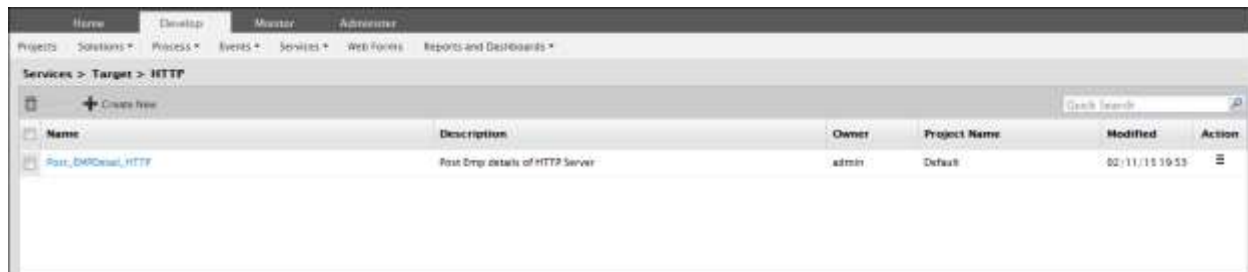 Home Develop Monitor Administer
Projects Solutions Process Events Services Web Forms Reports and Dashboards
Services > Target > HTTP
Create New Quick Search
Name Description Owner Project Name Modified Action
Post_EMPDetail_HTTP Post Emp details of HTTP Server admin Default 02/11/15 19:53